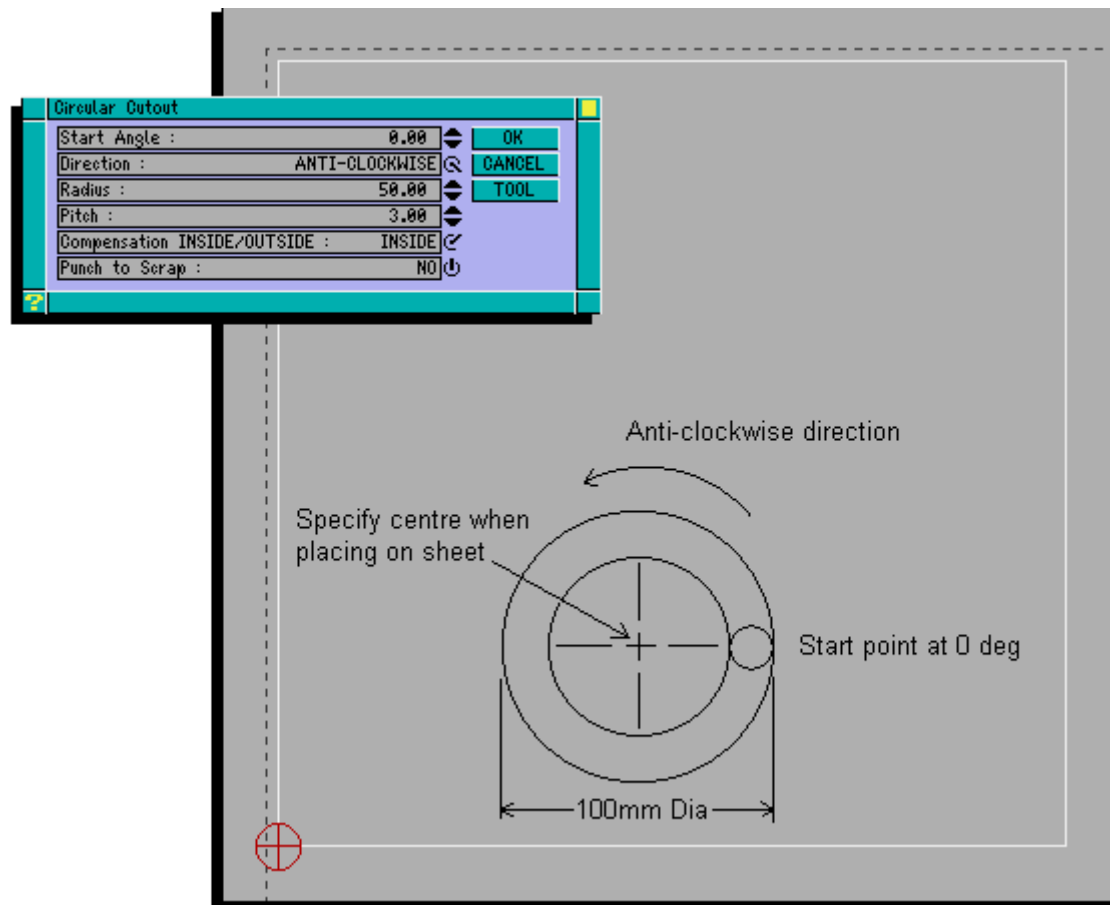 Circular Cutout
Start Angle : 0.00 OK
Direction : ANTI-CLOCKWISE CANCEL
Radius : 50.00 TOOL
Pitch : 3.00
Compensation INSIDE/OUTSIDE : INSIDE
Punch to Scrap : NO
?
Anti-clockwise direction
Specify centre when
placing on sheet
Start point at 0 deg
100mm Dia